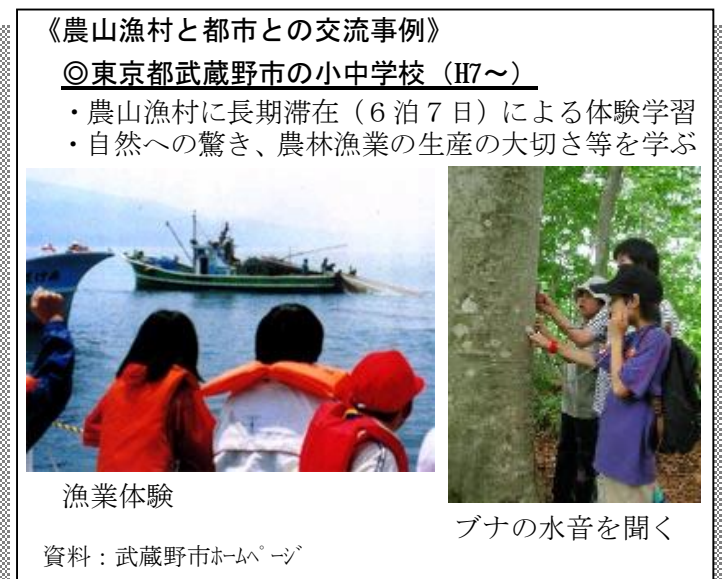 《農山漁村と都市との交流事例》
◎東京都武蔵野市の小中学校（H7～）
・農山漁村に長期滞在（６泊７日）による体験学習
・自然への驚き、農林漁業の生産の大切さ等を学ぶ
漁業体験
ブナの水音を聞く
資料：武蔵野市ﾎｰﾑﾍﾟｰｼﾞ